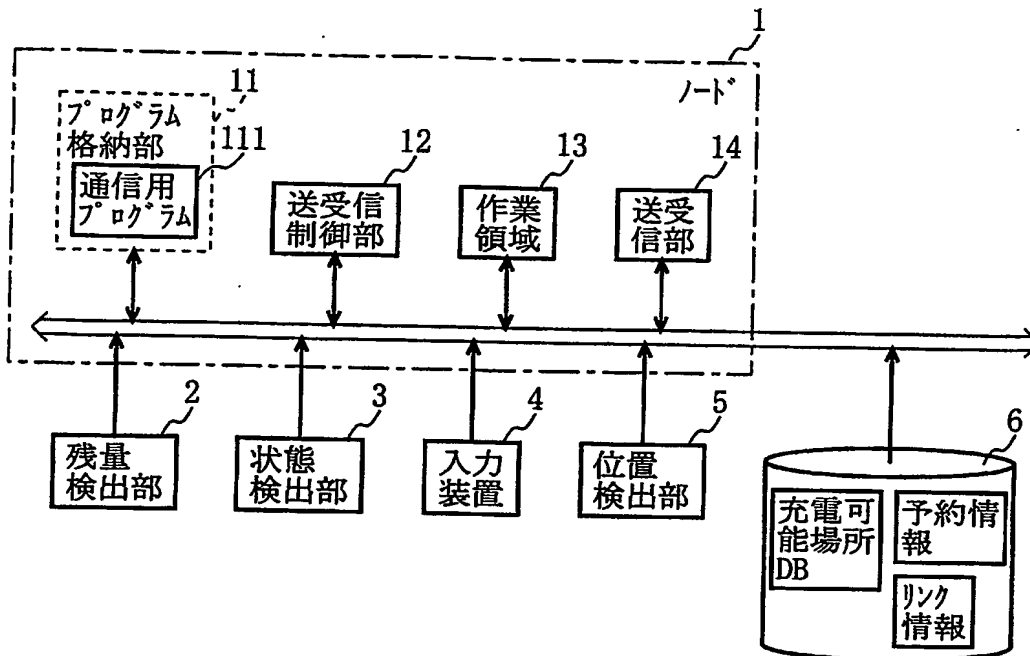 1
ノード
11
プログラム
格納部
111
通信用
プログラム
12
送受信
制御部
13
作業
領域
14
送受
信部
2
残量
検出部
3
状態
検出部
4
入力
装置
5
位置
検出部
6
充電可
能場所
DB
予約情
報
リンク
情報